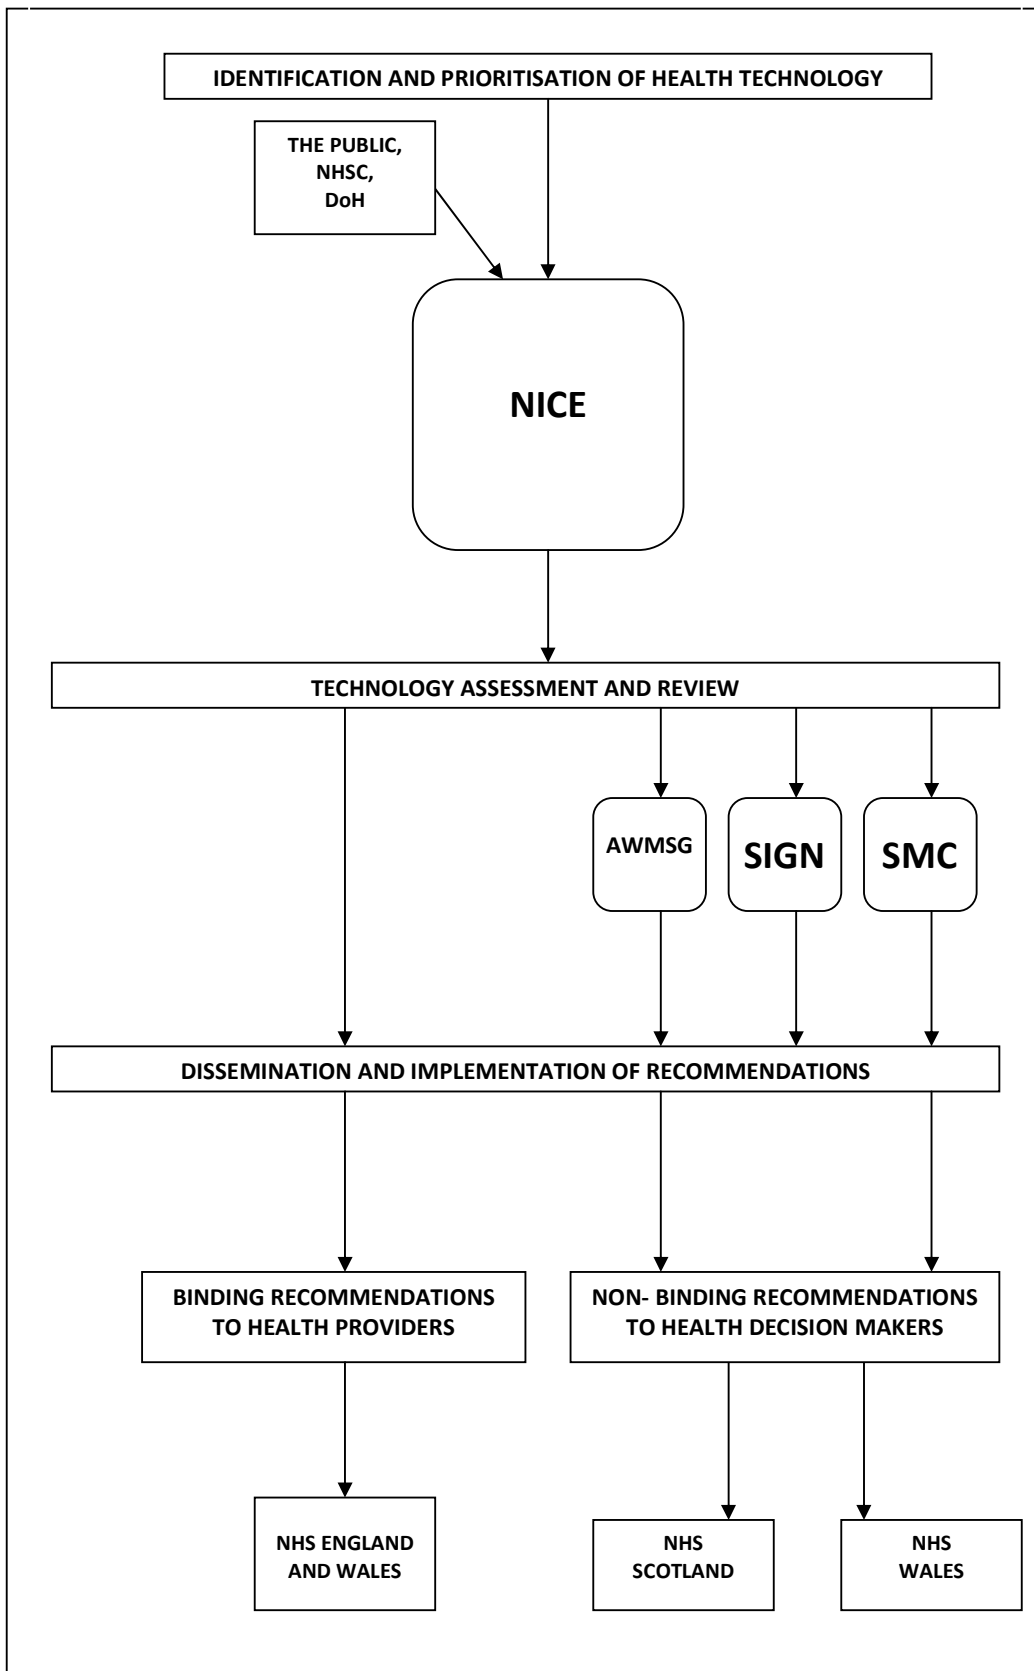 IDENTIFICATION AND PRIORITISATION OF HEALTH TECHNOLOGY
THE PUBLIC,
NHSC,
DoH
NICE
TECHNOLOGY ASSESSMENT AND REVIEW
AWMSG
SIGN
SMC
DISSEMINATION AND IMPLEMENTATION OF RECOMMENDATIONS
BINDING RECOMMENDATIONS
TO HEALTH PROVIDERS
NON- BINDING RECOMMENDATIONS
TO HEALTH DECISION MAKERS
NHS ENGLAND
AND WALES
NHS
SCOTLAND
NHS
WALES